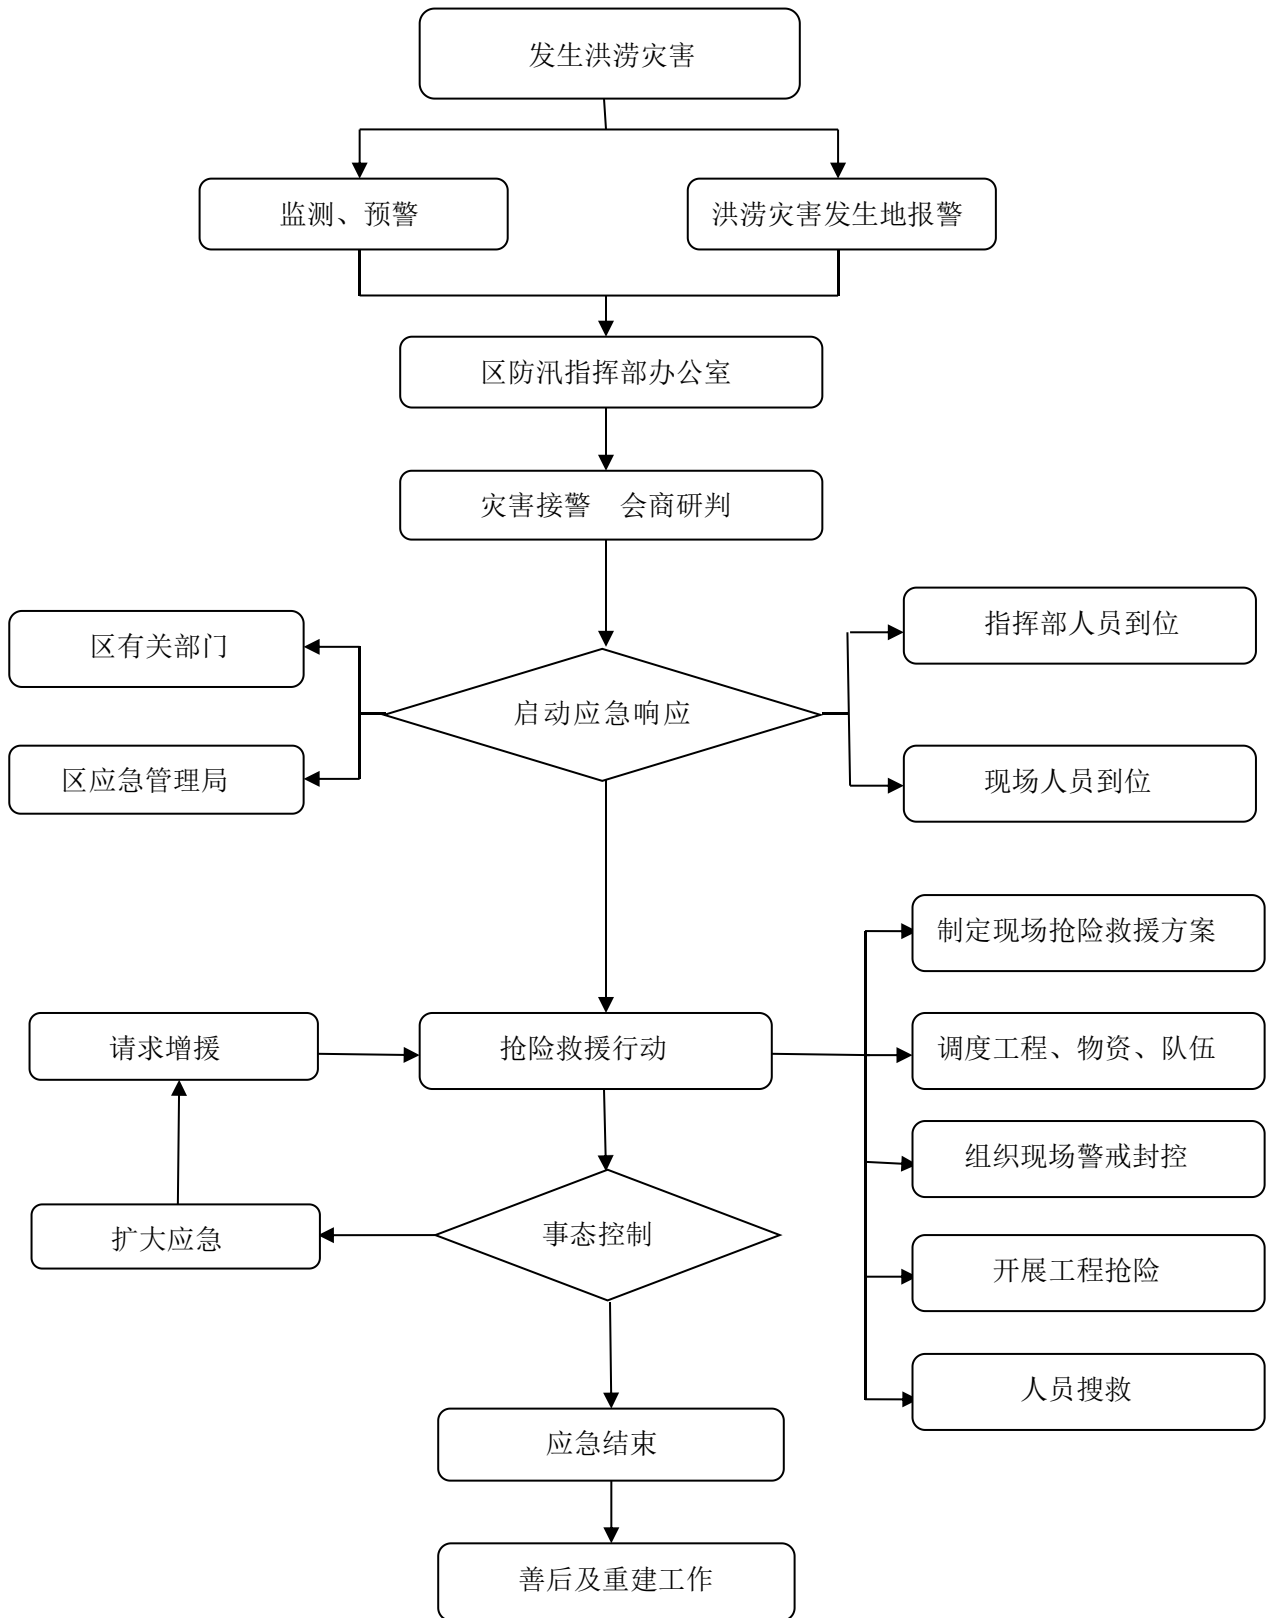 发生洪涝灾害
监测、预警
洪涝灾害发生地报警
区防汛指挥部办公室
灾害接警　会商研判
区有关部门
指挥部人员到位
启动应急响应
区应急管理局
现场人员到位
制定现场抢险救援方案
请求增援
抢险救援行动
调度工程、物资、队伍
组织现场警戒封控
扩大应急
事态控制
开展工程抢险
人员搜救
应急结束
善后及重建工作